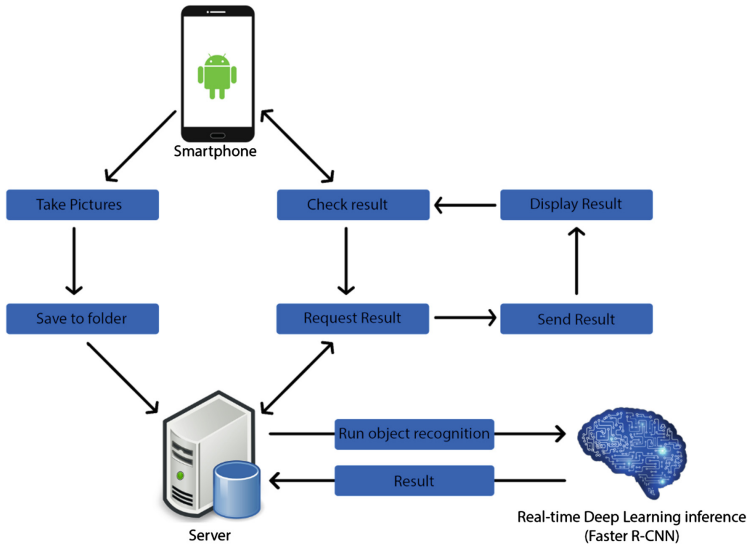 Smartphone
Take Pictures
Check result
Display Result
Save to folder
Request Result
Send Result
Run object recognition
Result
Server
Real-time Deep Learning inference
(Faster R-CNN)